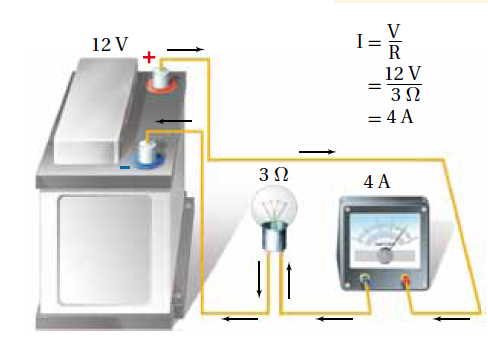 12 V
+
-
I = V/R
= 12 V/3 Ω
= 4 A
3 Ω
4 A